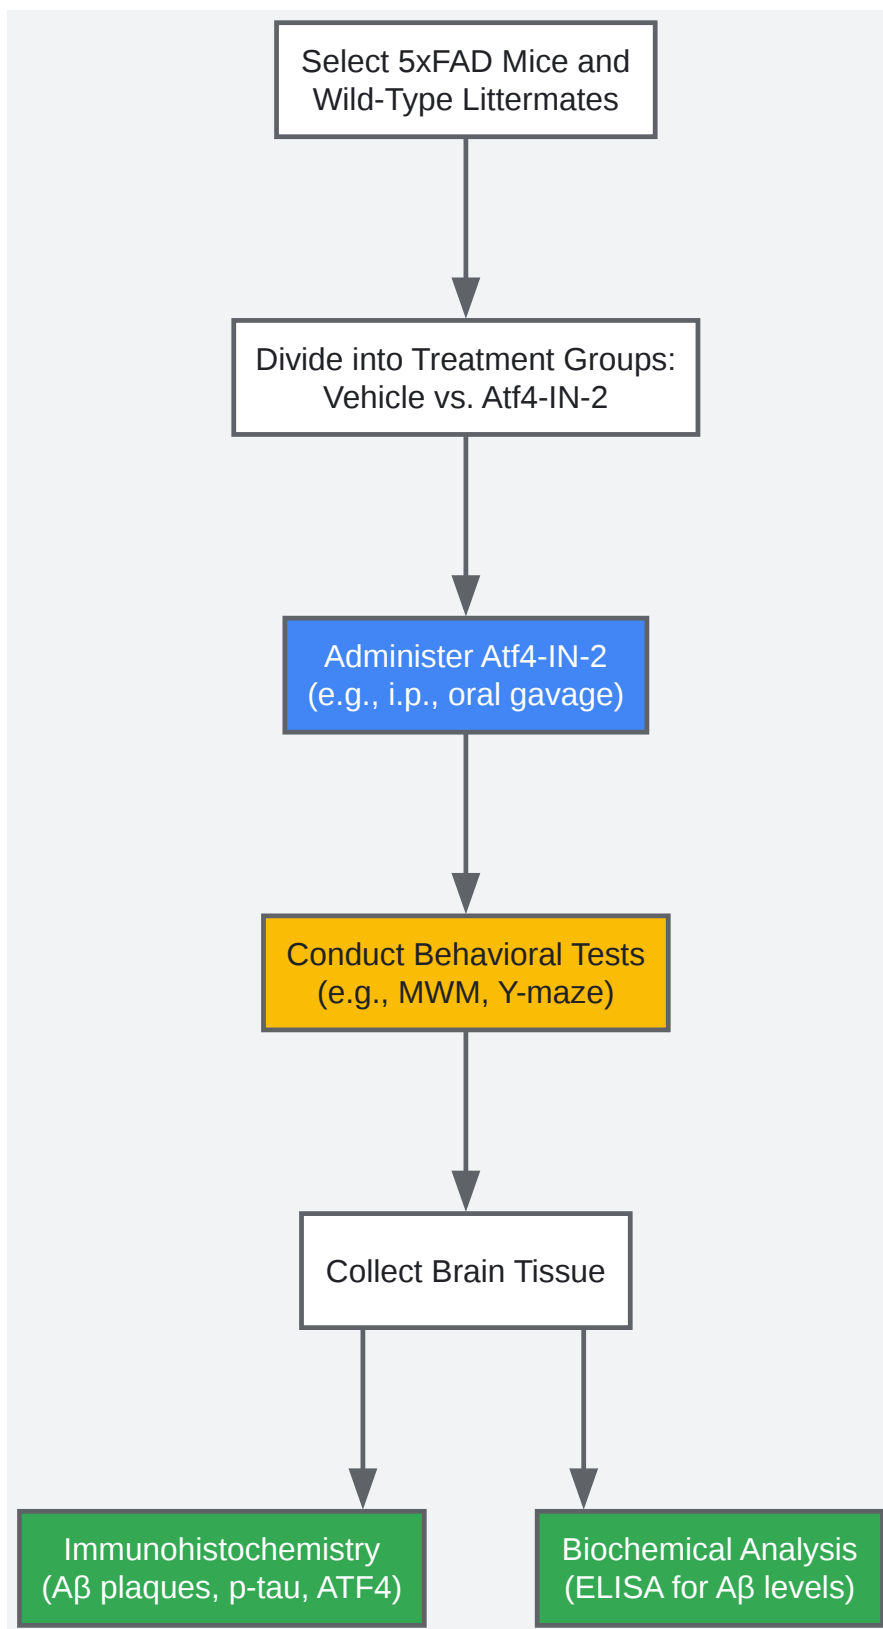 Select 5xFAD Mice and
Wild-Type Littermates
Divide into Treatment Groups:
Vehicle vs. Atf4-IN-2
Administer Atf4-IN-2
(e.g., i.p., oral gavage)
Conduct Behavioral Tests
(e.g., MWM, Y-maze)
Collect Brain Tissue
Immunohistochemistry
(Aβ plaques, p-tau, ATF4)
Biochemical Analysis
(ELISA for Aβ levels)